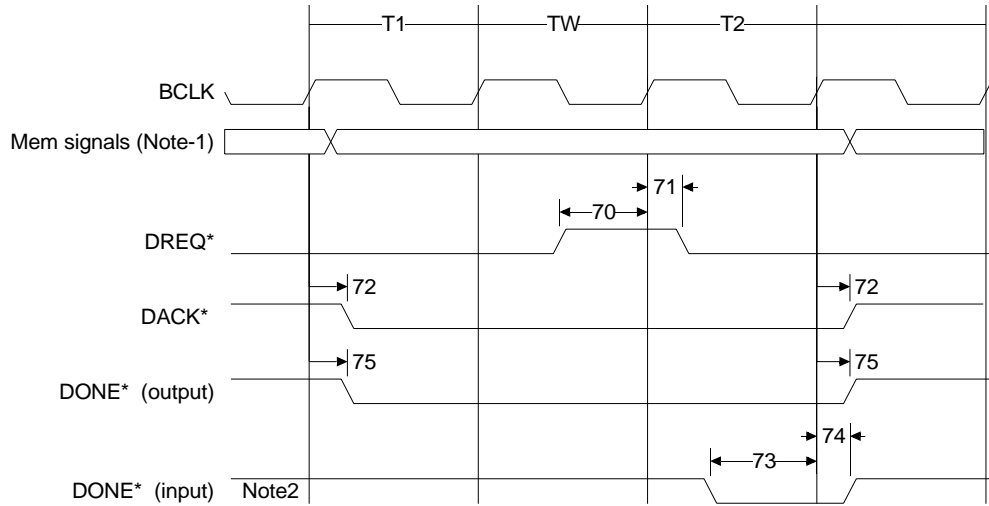 T1 TW T2
BCLK
Mem signals (Note-1)
71
70
DREQ*
72 72
DACK*
75 75
DONE* (output)
74
73
DONE* (input) Note2